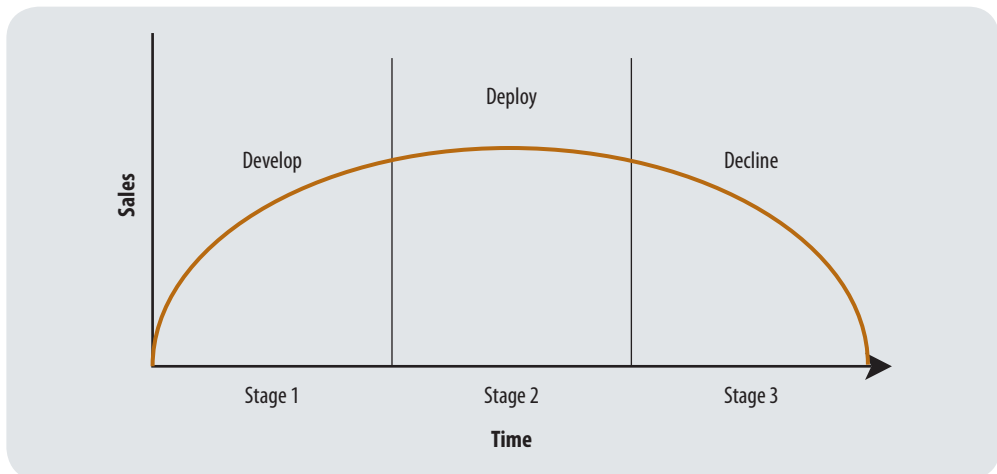 Deploy
Develop
Decline
Sales
Stage 1
Stage 2
Stage 3
Time